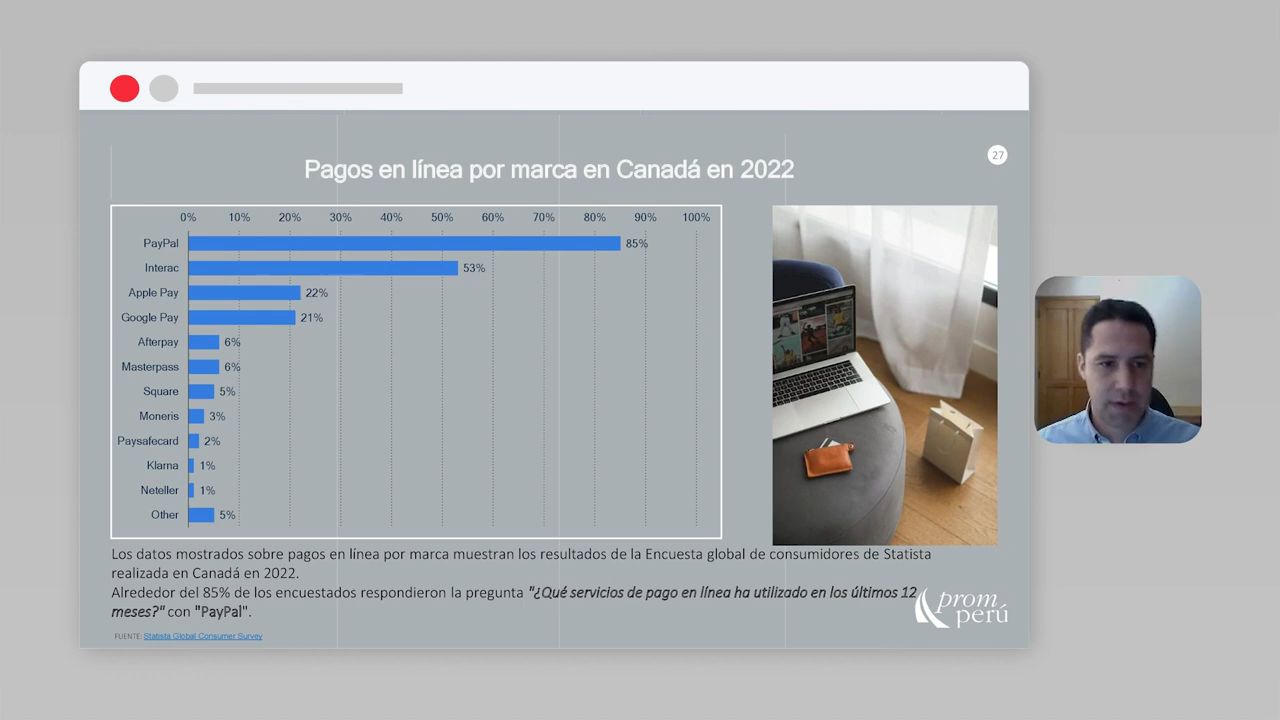 Pagos en línea por marca en Canadá en 2022
27
0% 10% 20% 30% 40% 50% 60% 70% 80% 90% 100%
PayPal 85%
Interac 53%
Apple Pay 22%
Google Pay 21%
Afterpay 6%
Masterpass 6%
Square 5%
Moneris 3%
Paysafecard 2%
Klarna 1%
Neteller 1%
Other 5%
Los datos mostrados sobre pagos en línea por marca muestran los resultados de la Encuesta global de consumidores de Statista
realizada en Canadá en 2022.
Alrededor del 85% de los encuestados respondieron la pregunta "¿Qué servicios de pago en línea ha utilizado en los últimos 12
meses?" con "PayPal".
prom
perú
FUENTE: Statista Global Consumer Survey